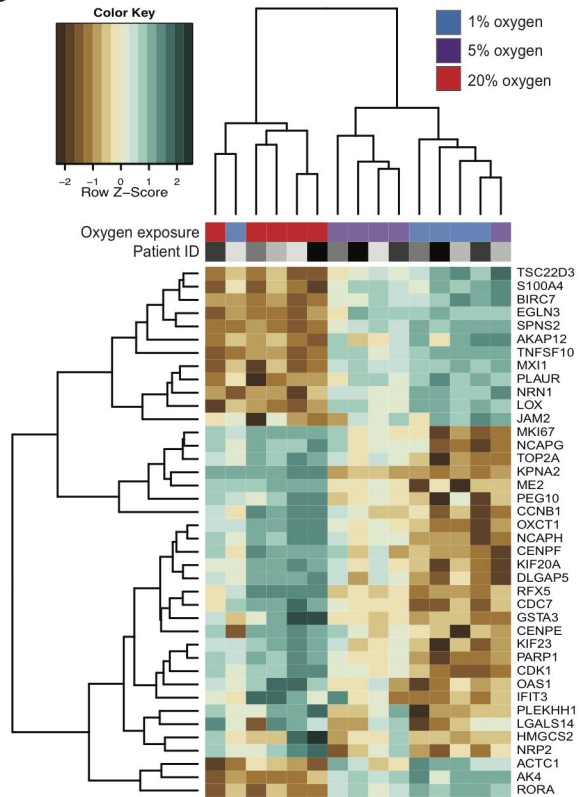 Color Key
−2 −1 0 1 2
Row Z−Score
1% oxygen
5% oxygen
20% oxygen
Oxygen exposure
Patient ID
TSC22D3
S100A4
BIRC7
EGLN3
SPNS2
AKAP12
TNFSF10
MXI1
PLAUR
NRN1
LOX
JAM2
MKI67
NCAPG
TOP2A
KPNA2
ME2
PEG10
CCNB1
OXCT1
NCAPH
CENPF
KIF20A
DLGAP5
RFX5
CDC7
GSTA3
CENPE
KIF23
PARP1
CDK1
OAS1
IFIT3
PLEKHH1
LGALS14
HMGCS2
NRP2
ACTC1
AK4
RORA